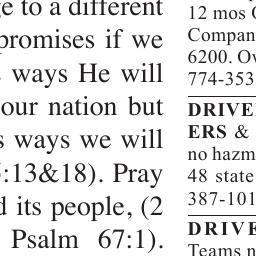 to a different
promises if we
ways He will
our nation but
ways we will
:13&18). Pray
its people, (2
Psalm 67:1).
12 mos
Compan
6200. Ov
774-353
DRIVE
ERS &
no hazm
48 state
387-101
DRIVE
Teams n